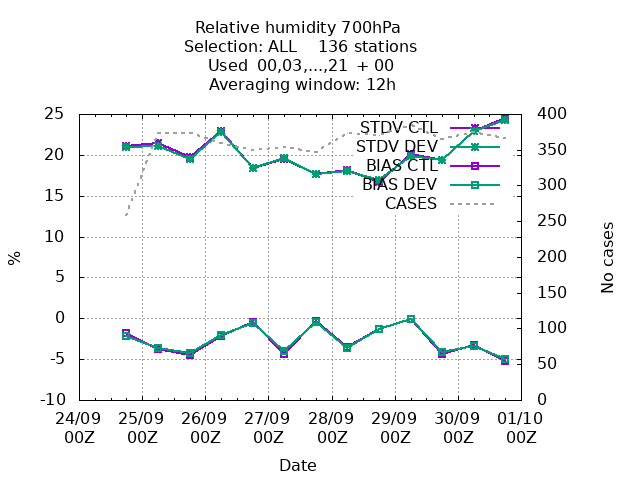 Relative humidity 700hPa
Selection: ALL    136 stations
Used  00,03,...,21  + 00
Averaging window: 12h
25
20
15
10
5
0
-5
-10
%
400
350
300
250
200
150
100
50
0
No cases
STDV CTL
STDV DEV
BIAS CTL
BIAS DEV
CASES
24/09 25/09 26/09 27/09 28/09 29/09 30/09 01/10
00Z 00Z 00Z 00Z 00Z 00Z 00Z 00Z
Date